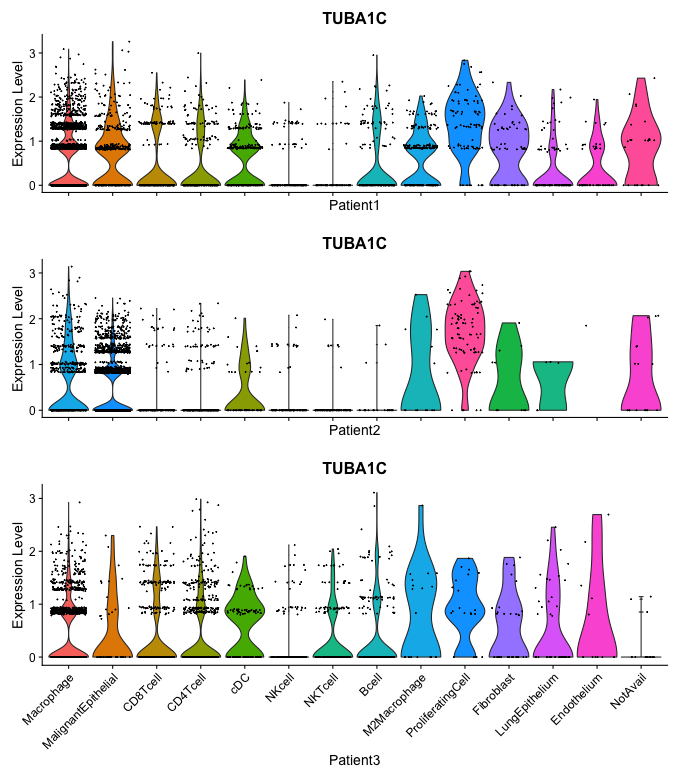 TUBA1C
Expression Level
3
2
1
0
Patient1
TUBA1C
Expression Level
3
2
1
0
Patient2
TUBA1C
Expression Level
3
2
1
0
Macrophage
MalignantEpithelial
CD8Tcell
CD4Tcell
cDC
NKcell
NKTcell
Bcell
M2Macrophage
ProliferatingCell
Fibroblast
LungEpithelium
Endothelium
NotAvail
Patient3